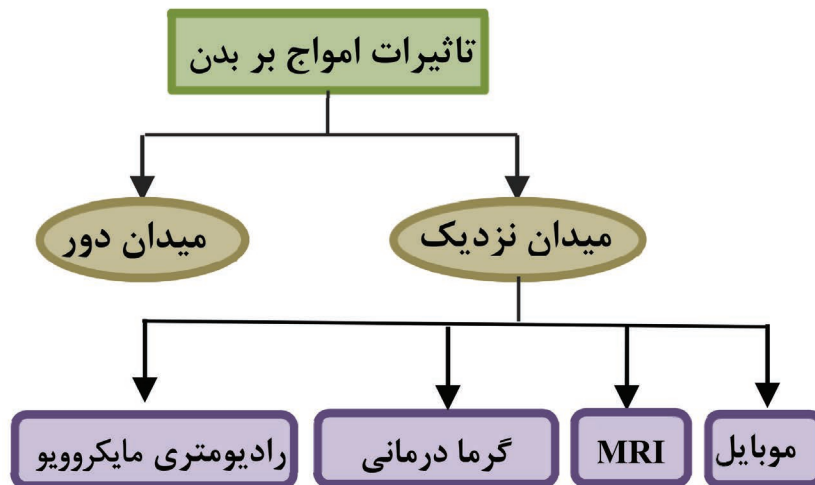 تاثیرات امواج بر بدن
میدان نزدیک
میدان دور
موبایل
MRI
گرما درمانی
رادیومتری مایکروویو